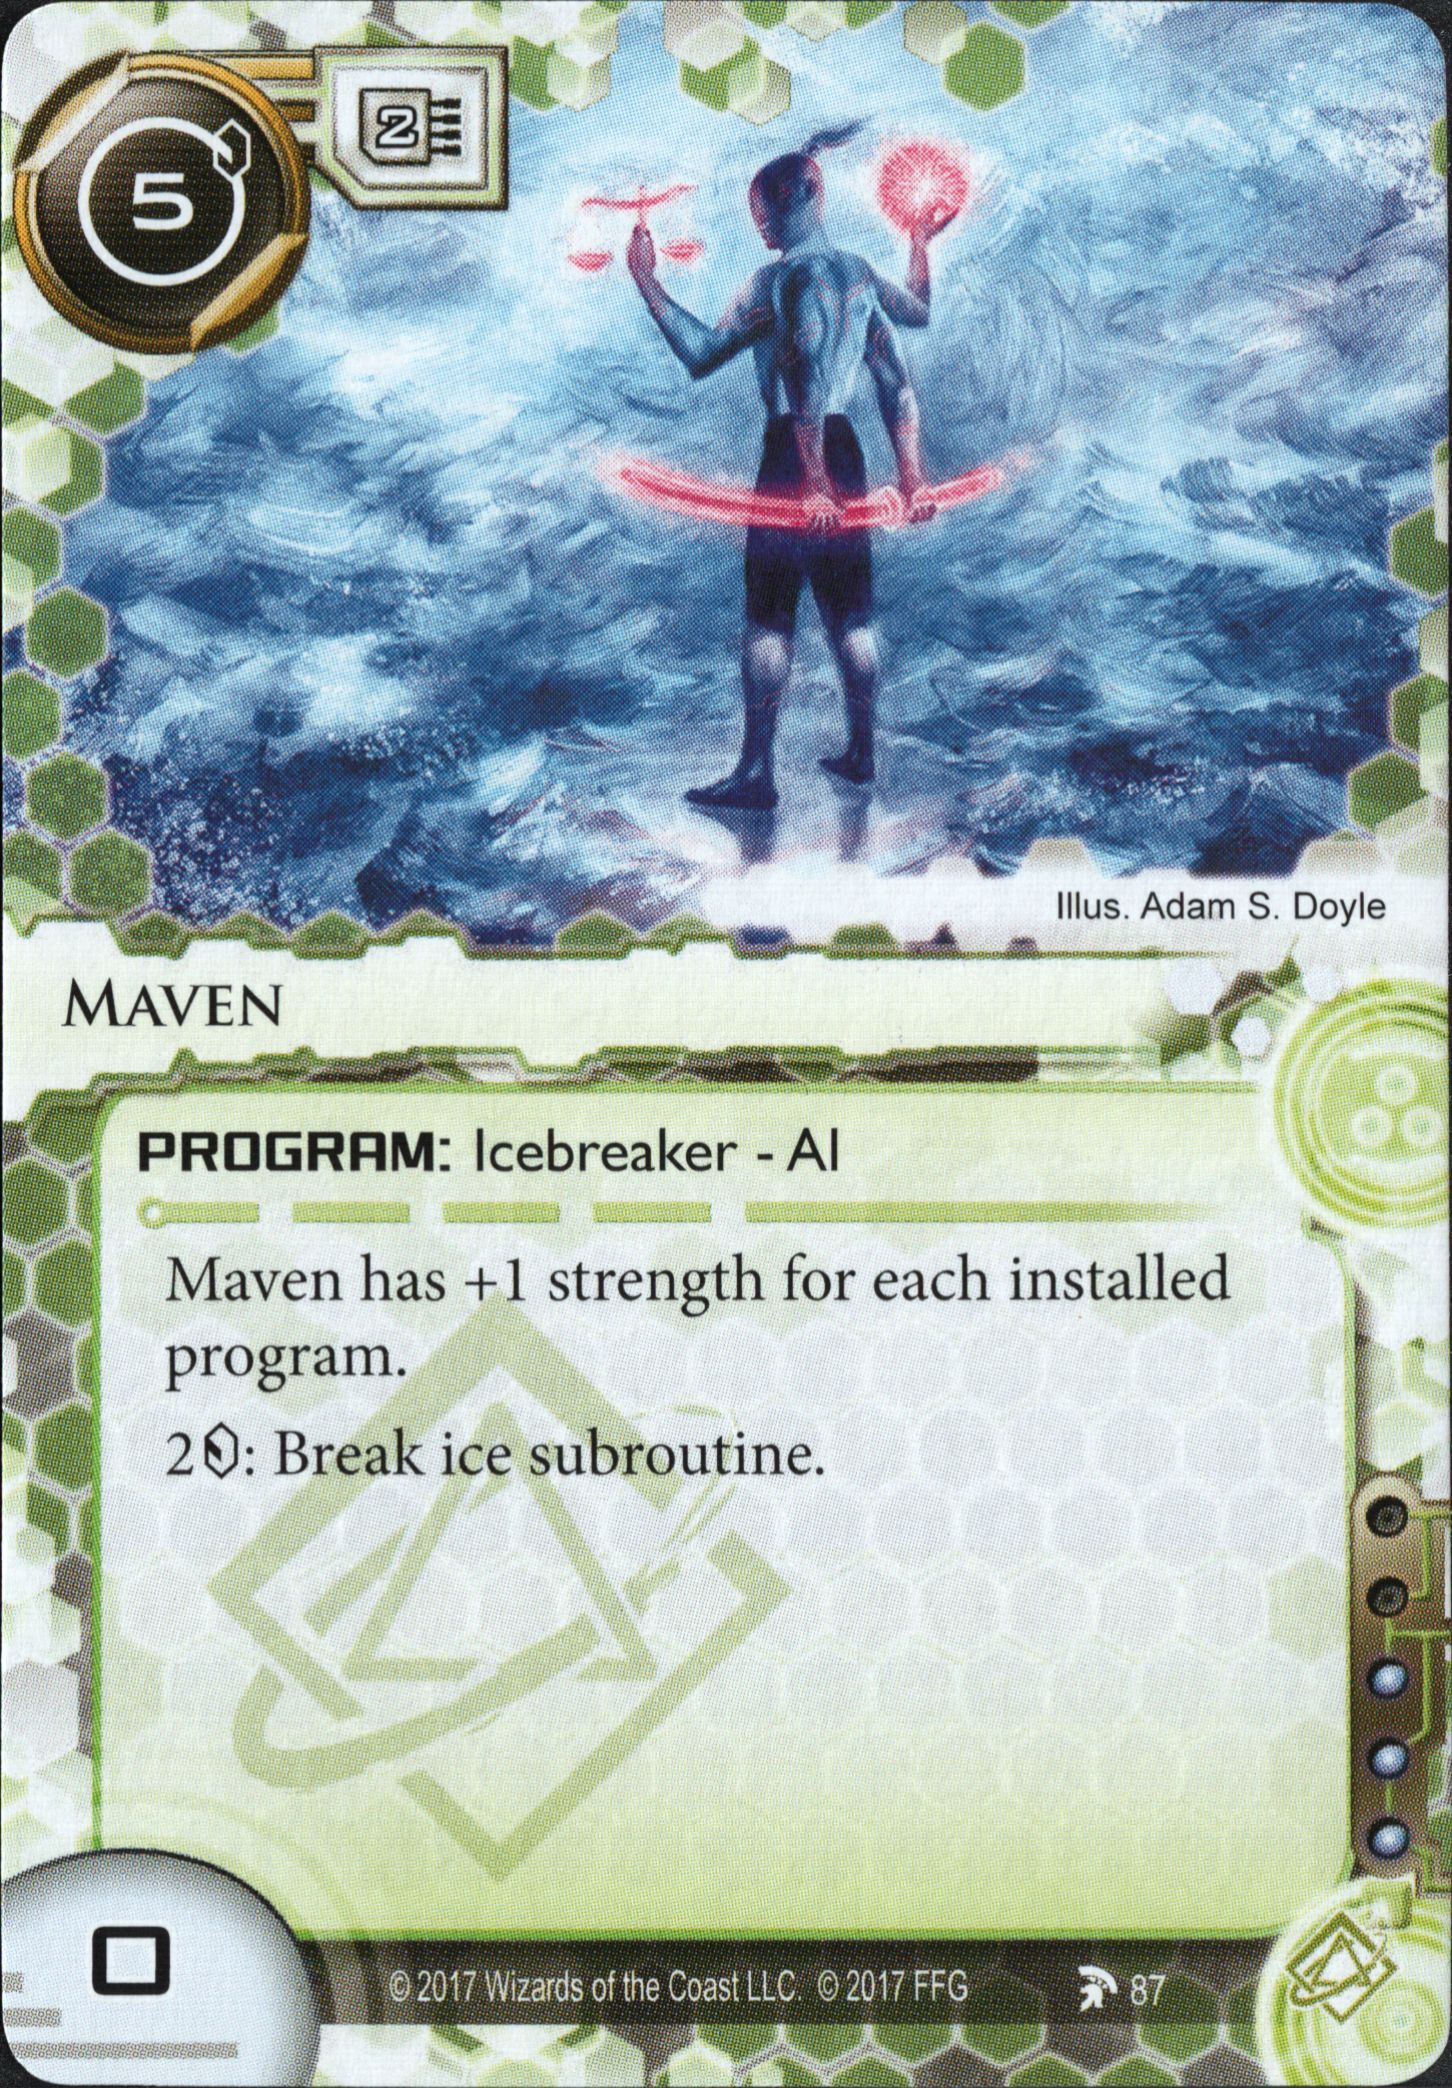 5
2
Illus. Adam S. Doyle
MAVEN
PROGRAM: Icebreaker - AI
Maven has +1 strength for each installed
program.
2: Break ice subroutine.
0
© 2017 Wizards of the Coast LLC. © 2017 FFG
87